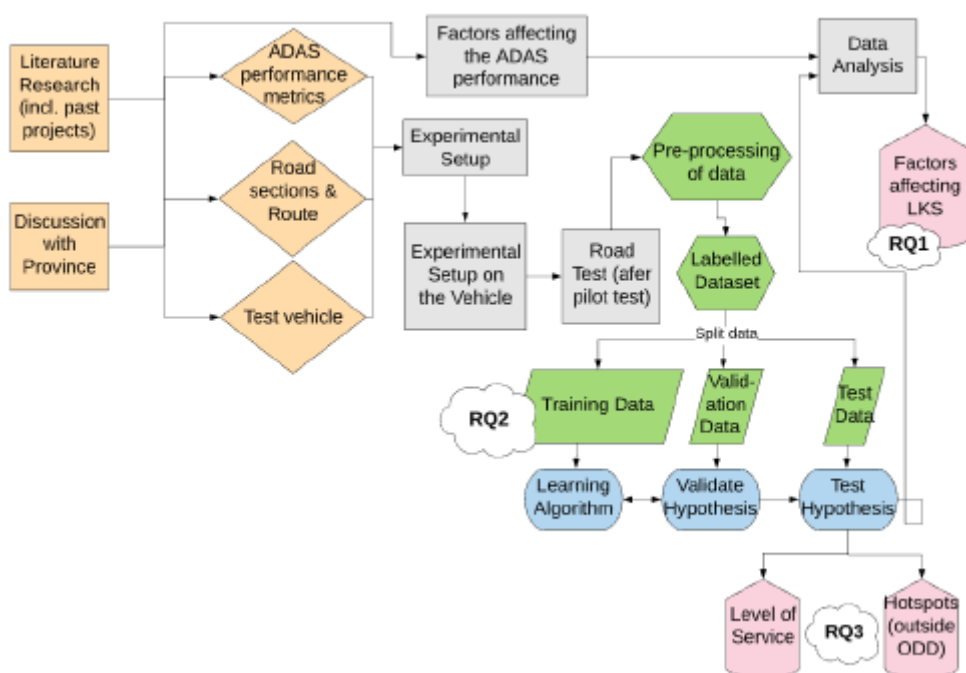 Literature
Research
(incl. past
projects)
ADAS
performance
metrics
Factors affecting
the ADAS
performance
Data
Analysis
Experimental
Setup
Pre-processing
of data
Factors
affecting
LKS
RQ1
Road
sections &
Route
Discussion
with
Province
Experimental
Setup on
the Vehicle
Road
Test (afer
pilot test)
Labelled
Dataset
Test vehicle
Split data
RQ2
Training Data
Valid-
ation
Data
Test
Data
Learning
Algorithm
Validate
Hypothesis
Test
Hypothesis
Level of
Service
RQ3
Hotspots
(outside
ODD)